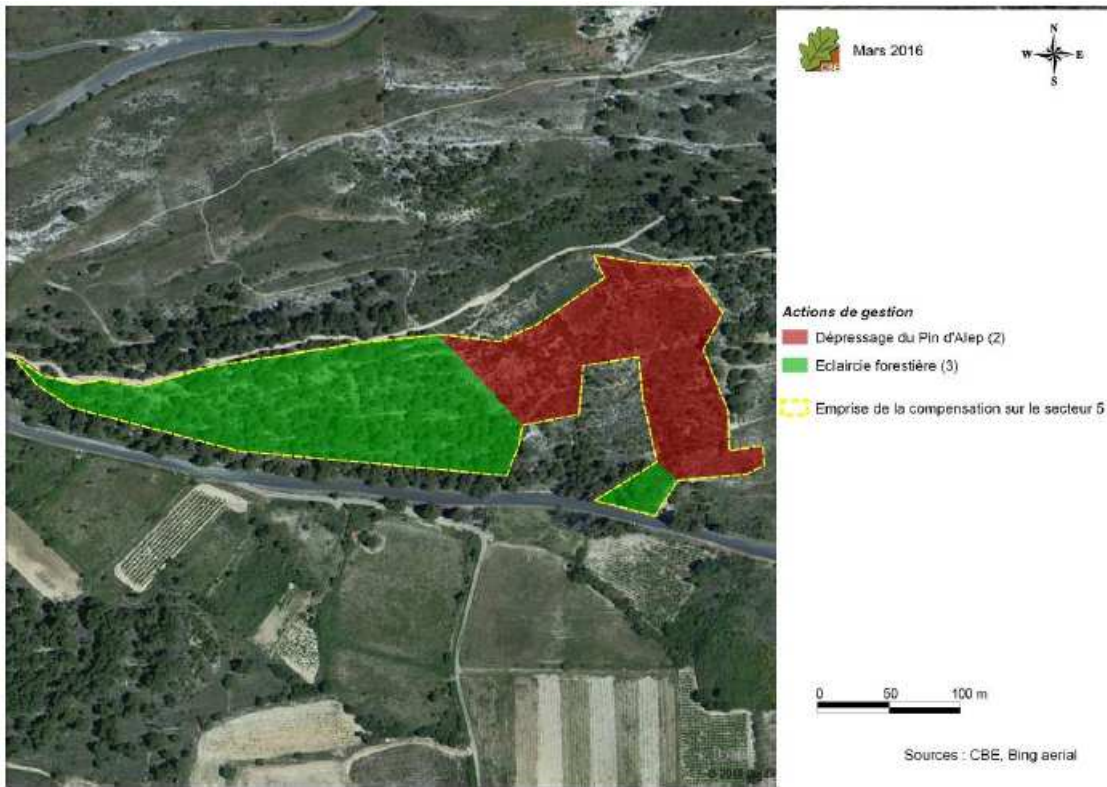 CBE
Mars 2016
N
W
E
S
Actions de gestion
Dépressage du Pin d'Alep (2)
Eclaircie forestière (3)
Emprise de la compensation sur le secteur 5
0 50 100 m
Sources : CBE, Bing aerial